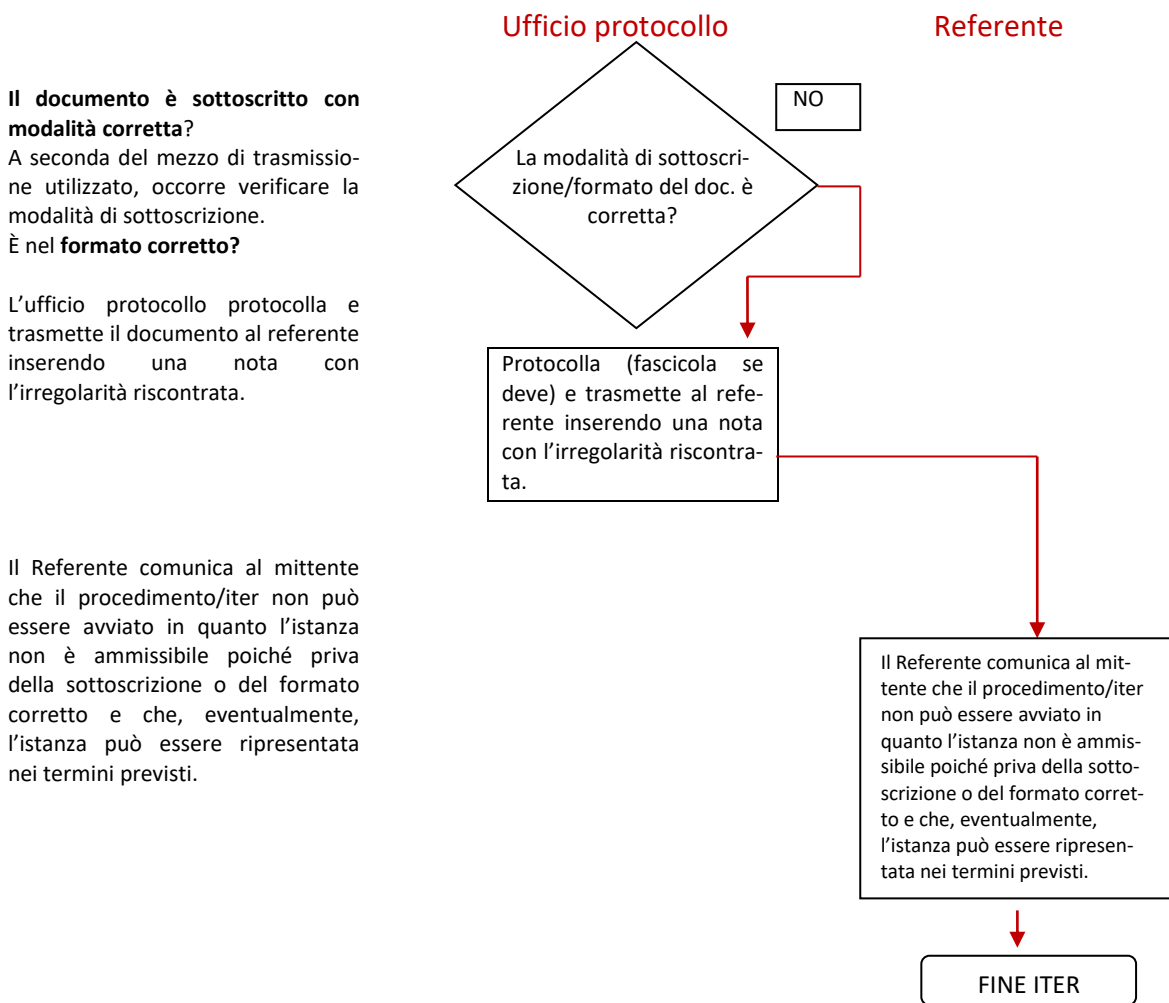 Ufficio protocollo
Referente
Il documento è sottoscritto con
modalità corretta?
A seconda del mezzo di trasmissio-
ne utilizzato, occorre verificare la
modalità di sottoscrizione.
È nel formato corretto?
NO
La modalità di sottoscri-
zione/formato del doc. è
corretta?
L’ufficio protocollo protocolla e
trasmette il documento al referente
inserendo una nota con
l’irregolarità riscontrata.
Protocolla (fascicola se
deve) e trasmette al refe-
rente inserendo una nota
con l’irregolarità riscontra-
ta.
Il Referente comunica al mittente
che il procedimento/iter non può
essere avviato in quanto l’istanza
non è ammissibile poiché priva
della sottoscrizione o del formato
corretto e che, eventualmente,
l’istanza può essere ripresentata
nei termini previsti.
Il Referente comunica al mit-
tente che il procedimento/iter
non può essere avviato in
quanto l’istanza non è ammis-
sibile poiché priva della sotto-
scrizione o del formato corret-
to e che, eventualmente,
l’istanza può essere ripresen-
tata nei termini previsti.
FINE ITER